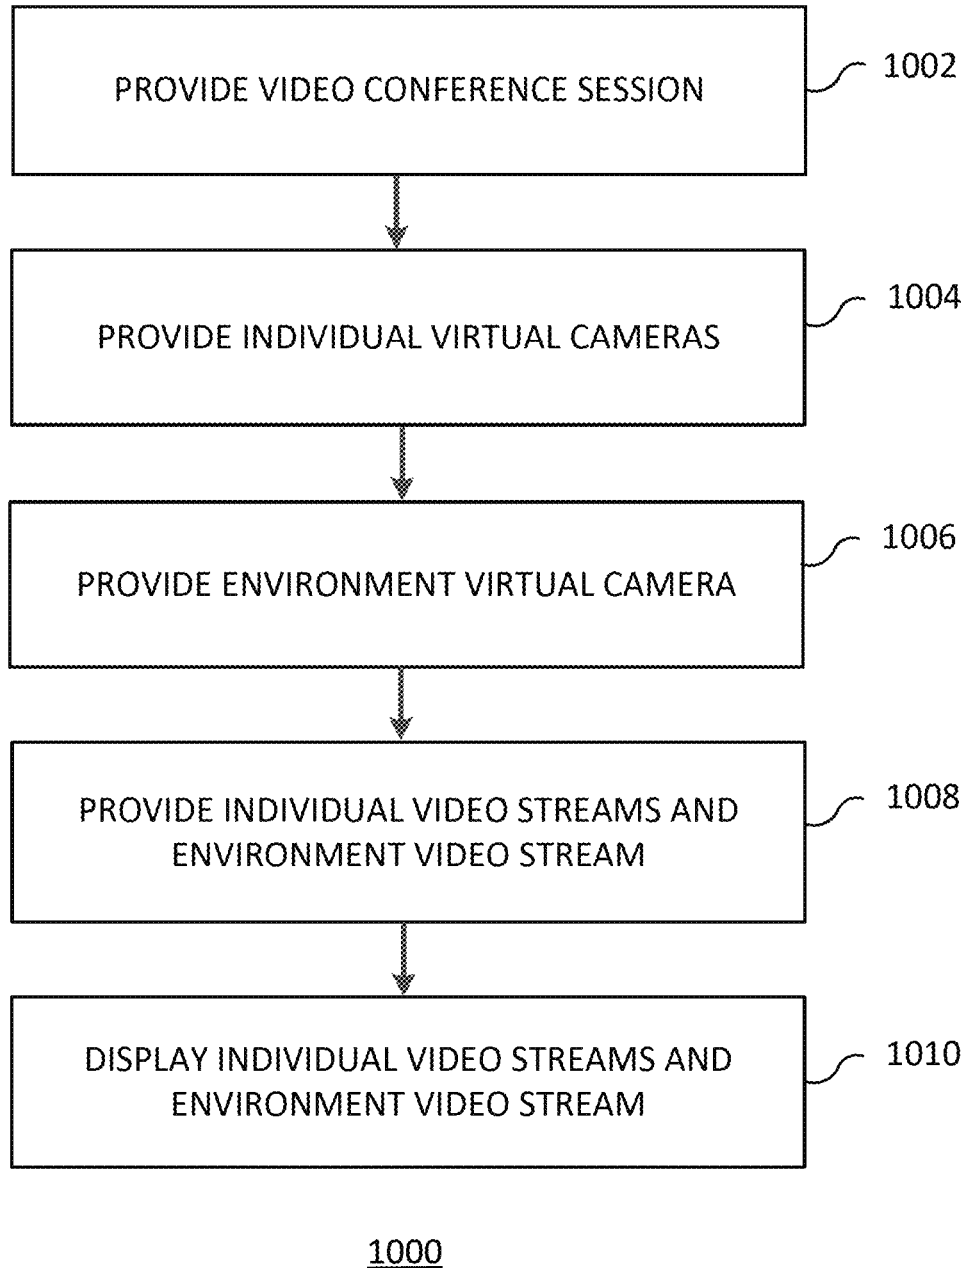 PROVIDE VIDEO CONFERENCE SESSION
1002
PROVIDE INDIVIDUAL VIRTUAL CAMERAS
1004
PROVIDE ENVIRONMENT VIRTUAL CAMERA
1006
PROVIDE INDIVIDUAL VIDEO STREAMS AND
ENVIRONMENT VIDEO STREAM
1008
DISPLAY INDIVIDUAL VIDEO STREAMS AND
ENVIRONMENT VIDEO STREAM
1010
1000